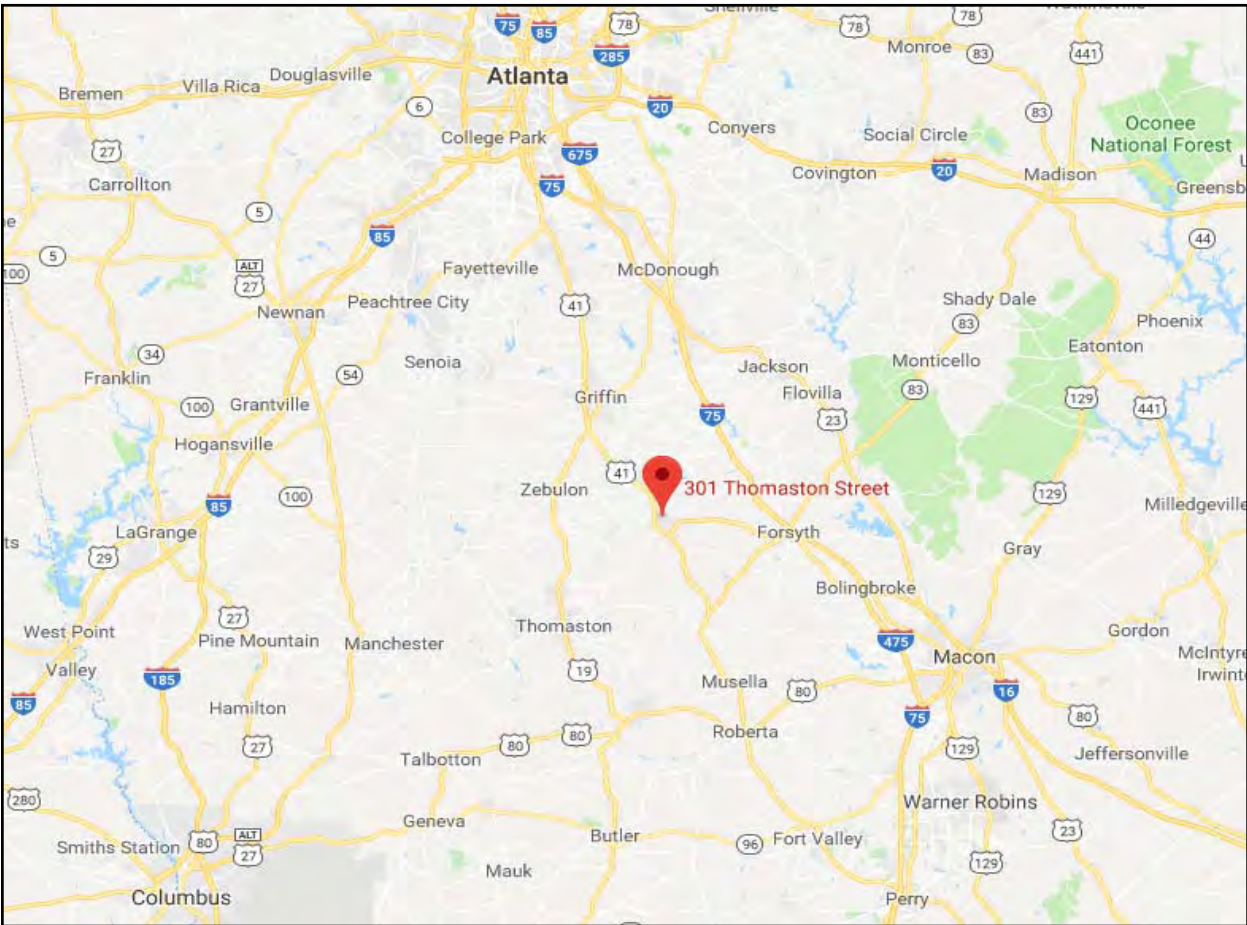 75
85
78
78
Monroe
83
441
285
Atlanta
Douglasville
Villa Rica
Bremen
6
20
83
Oconee
National Forest
College Park
Conyers
Social Circle
27
675
Covington
20
Madison
Carrollton
75
Greensb
5
85
44
5
100
ALT
27
Fayetteville
McDonough
Newnan
Peachtree City
41
Shady Dale
83
Phoenix
34
Senoia
Monticello
Eatonton
Franklin
54
Jackson
Flovilla
83
100
Grantville
Griffin
75
23
129
441
Hogansville
41
301 Thomaston Street
Zebulon
100
85
129
Milledgeville
LaGrange
Forsyth
ts
29
Gray
Bolingbroke
27
West Point
Pine Mountain
Manchester
Thomaston
475
Gordon
Valley
Macon
McIntyre
Irwinto
185
19
Musella
80
16
85
Hamilton
75
80
27
80
80
Roberta
129
Jeffersonville
Talbotton
280
Warner Robins
Geneva
Butler
96
Fort Valley
23
Smiths Station
80
ALT
27
129
Mauk
Columbus
Perry